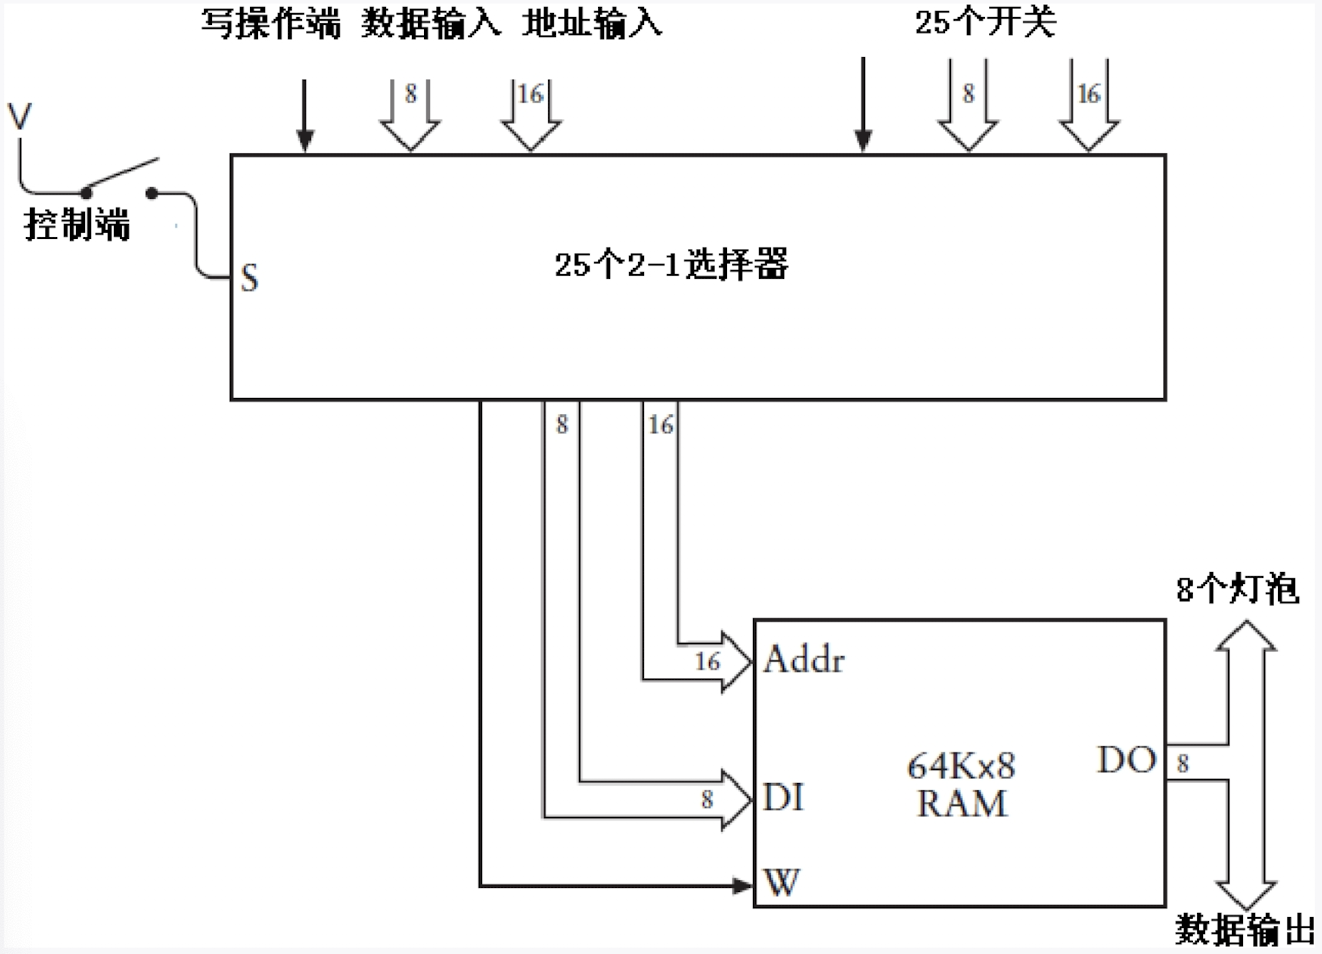 写操作端 数据输入 地址输入 25个开关
8 16 8 16
V
控制端
S
25个2-1选择器
8 16
8个灯泡
16 Addr
64Kx8
RAM
DO 8
8 DI
W
数据输出